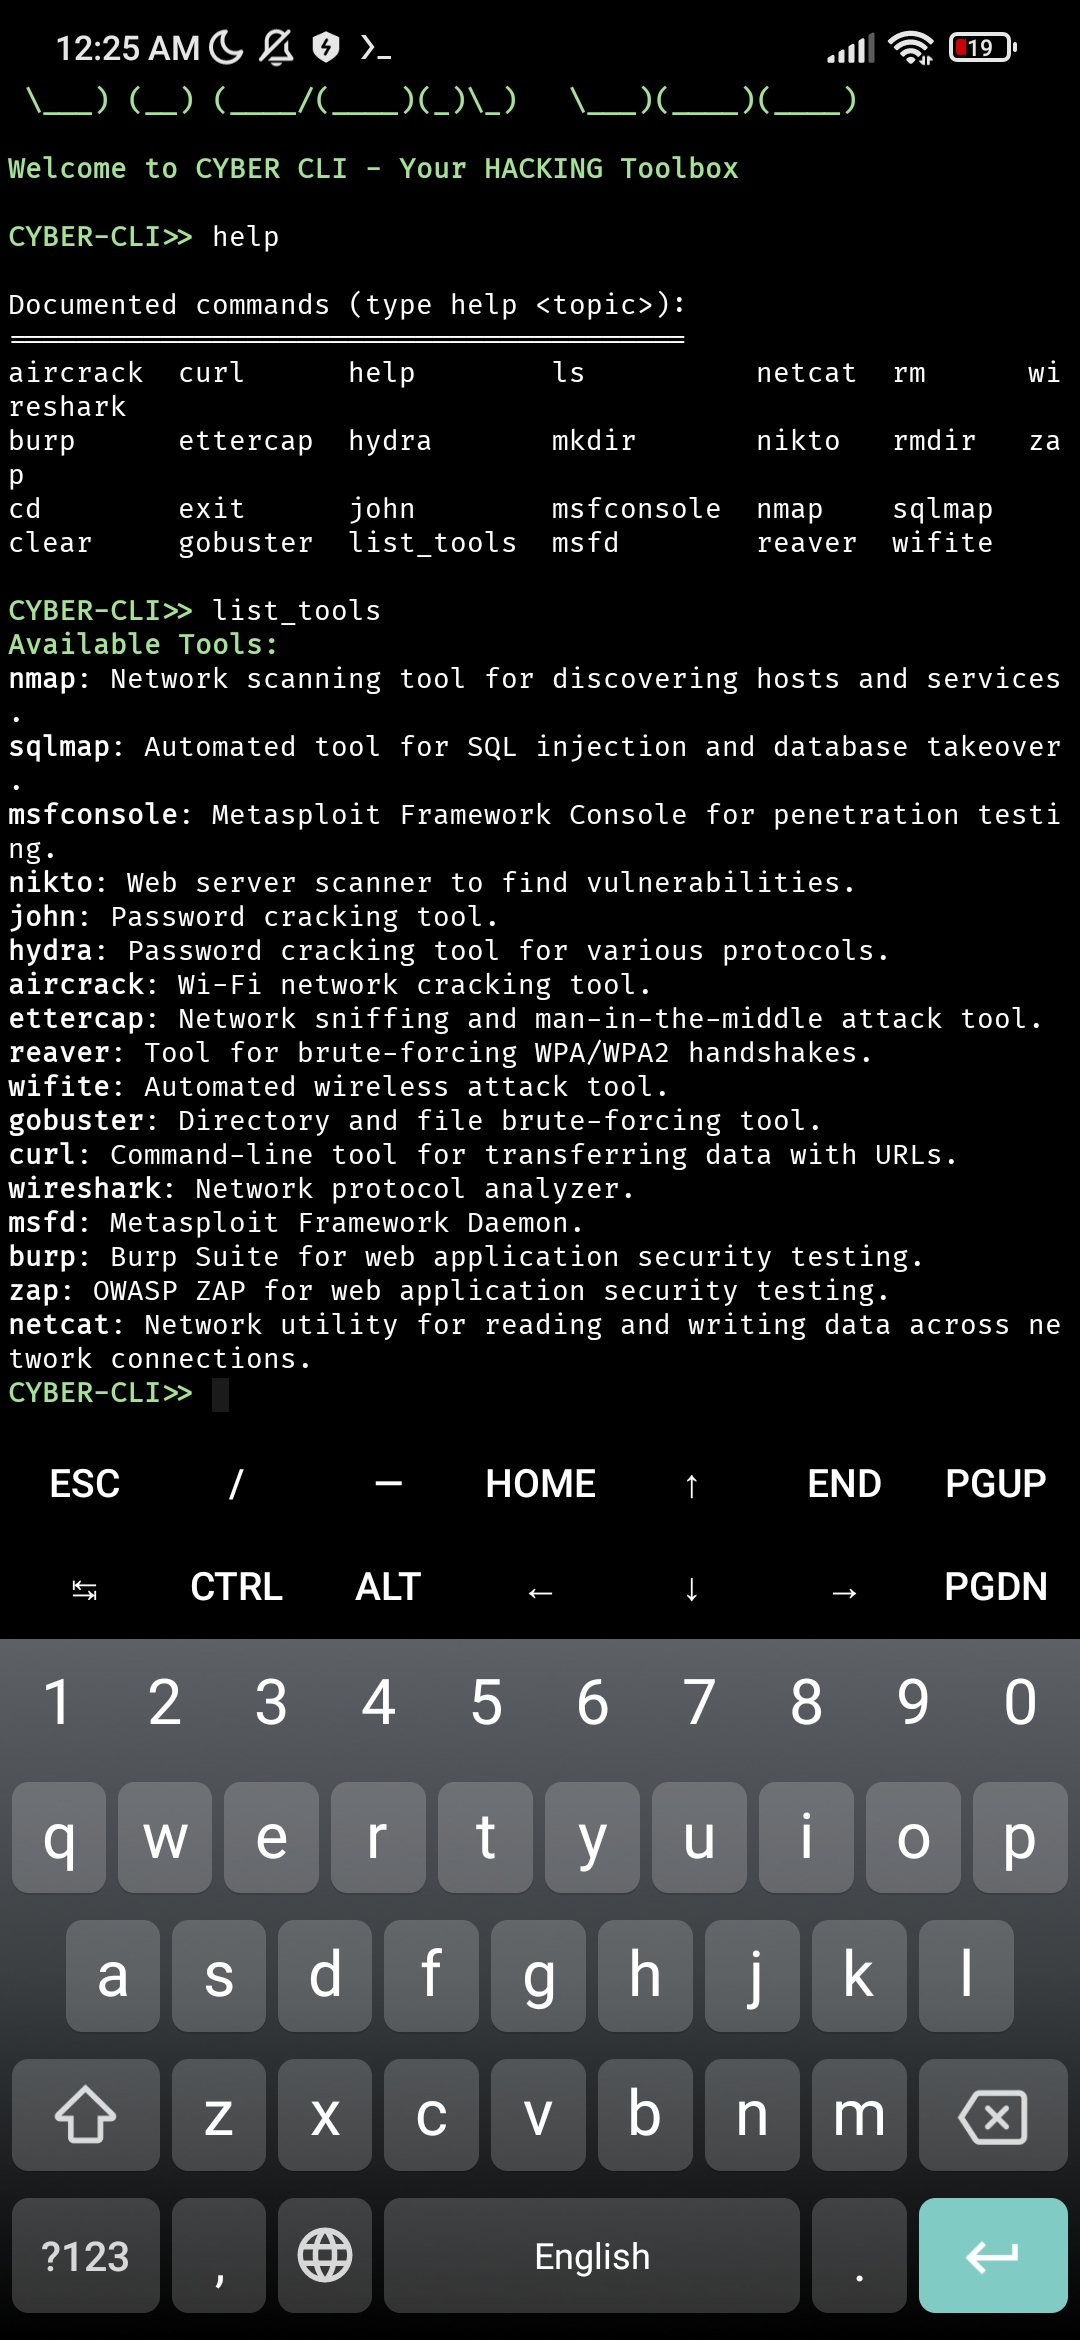 12:25 AM >_ 19
\___) (__) (____/(____)(_)\_)   \___)(____)(____)
Welcome to CYBER CLI - Your HACKING Toolbox
CYBER-CLI>> help
Documented commands (type help <topic>):
========================================
aircrack  curl      help        ls          netcat  rm      wi
reshark
burp      ettercap  hydra       mkdir       nikto   rmdir   za
p
cd        exit      john        msfconsole  nmap    sqlmap
clear     gobuster  list_tools  msfd        reaver  wifite
CYBER-CLI>> list_tools
Available Tools:
nmap: Network scanning tool for discovering hosts and services
.
sqlmap: Automated tool for SQL injection and database takeover
.
msfconsole: Metasploit Framework Console for penetration testi
ng.
nikto: Web server scanner to find vulnerabilities.
john: Password cracking tool.
hydra: Password cracking tool for various protocols.
aircrack: Wi-Fi network cracking tool.
ettercap: Network sniffing and man-in-the-middle attack tool.
reaver: Tool for brute-forcing WPA/WPA2 handshakes.
wifite: Automated wireless attack tool.
gobuster: Directory and file brute-forcing tool.
curl: Command-line tool for transferring data with URLs.
wireshark: Network protocol analyzer.
msfd: Metasploit Framework Daemon.
burp: Burp Suite for web application security testing.
zap: OWASP ZAP for web application security testing.
netcat: Network utility for reading and writing data across ne
twork connections.
CYBER-CLI>>
ESC / — HOME ↑ END PGUP
↹ CTRL ALT ← ↓ → PGDN
1 2 3 4 5 6 7 8 9 0
q w e r t y u i o p
a s d f g h j k l
z x c v b n m
?123 , English .